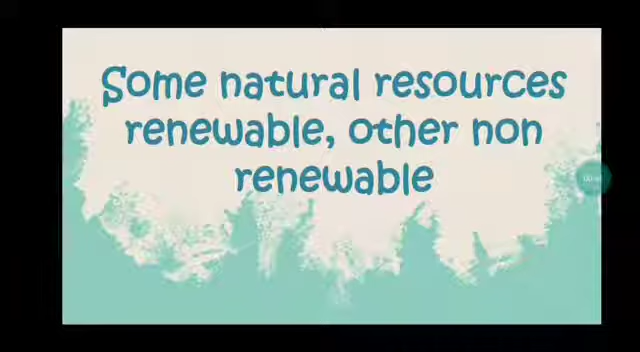 Some natural resources
renewable, other non
renewable